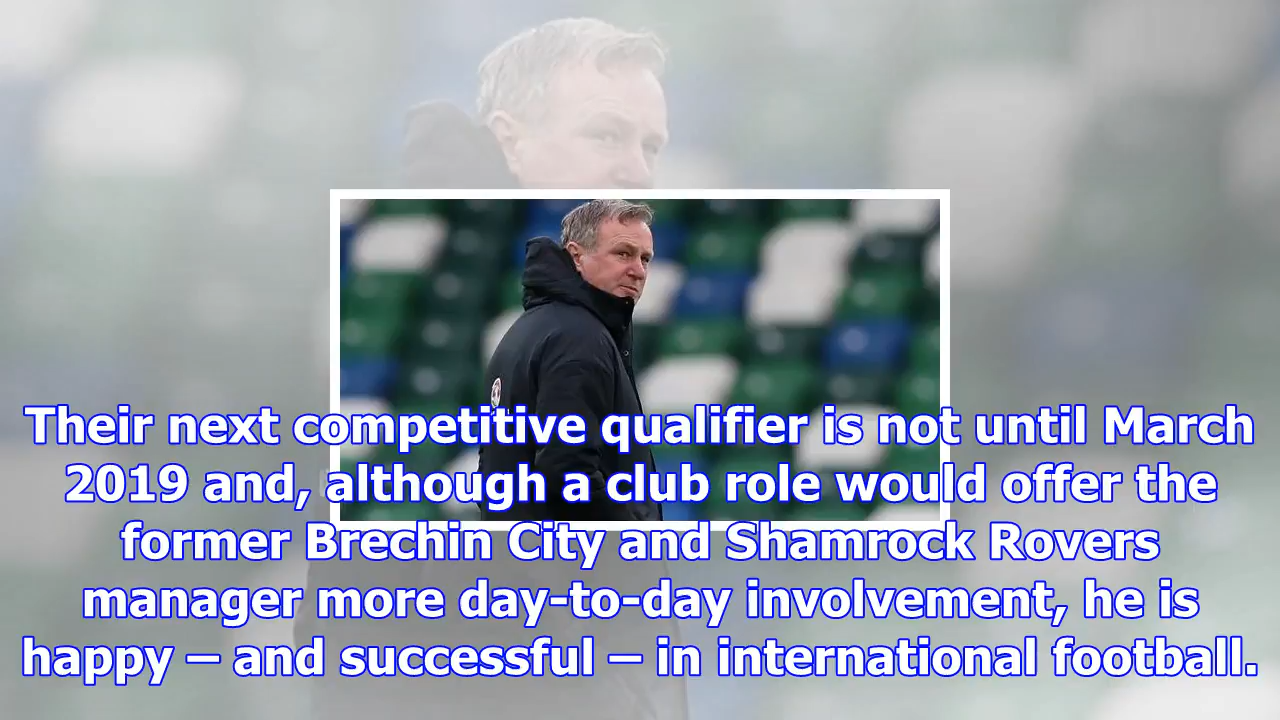 Their next competitive qualifier is not until March
2019 and, although a club role would offer the
former Brechin City and Shamrock Rovers
manager more day-to-day involvement, he is
happy – and successful – in international football.